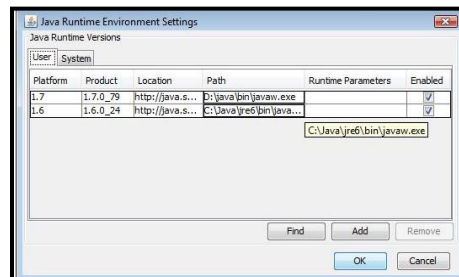 Java Runtime Environment Settings
Java Runtime Versions
User System
Platform Product Location Path Runtime Parameters Enabled
1.7 1.7.0_79 http://java.s... D:\java\bin\javaw.exe
1.6 1.6.0_24 http://java.s... C:\Java\jre6\bin\java...
C:\Java\jre6\bin\javaw.exe
Find Add Remove
OK Cancel